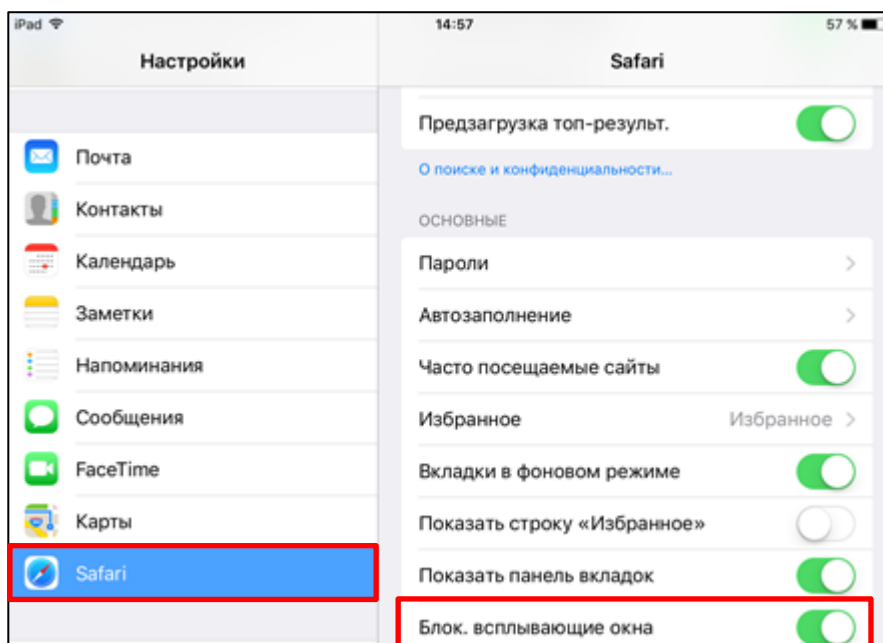 iPad 14:57 57 %
Настройки
Safari
Почта
Контакты
Календарь
Заметки
Напоминания
Сообщения
FaceTime
Карты
Safari
Предзагрузка топ-результ.
О поиске и конфиденциальности...
ОСНОВНЫЕ
Пароли
Автозаполнение
Часто посещаемые сайты
Избранное Избранное
Вкладки в фоновом режиме
Показать строку «Избранное»
Показать панель вкладок
Блок. всплывающие окна